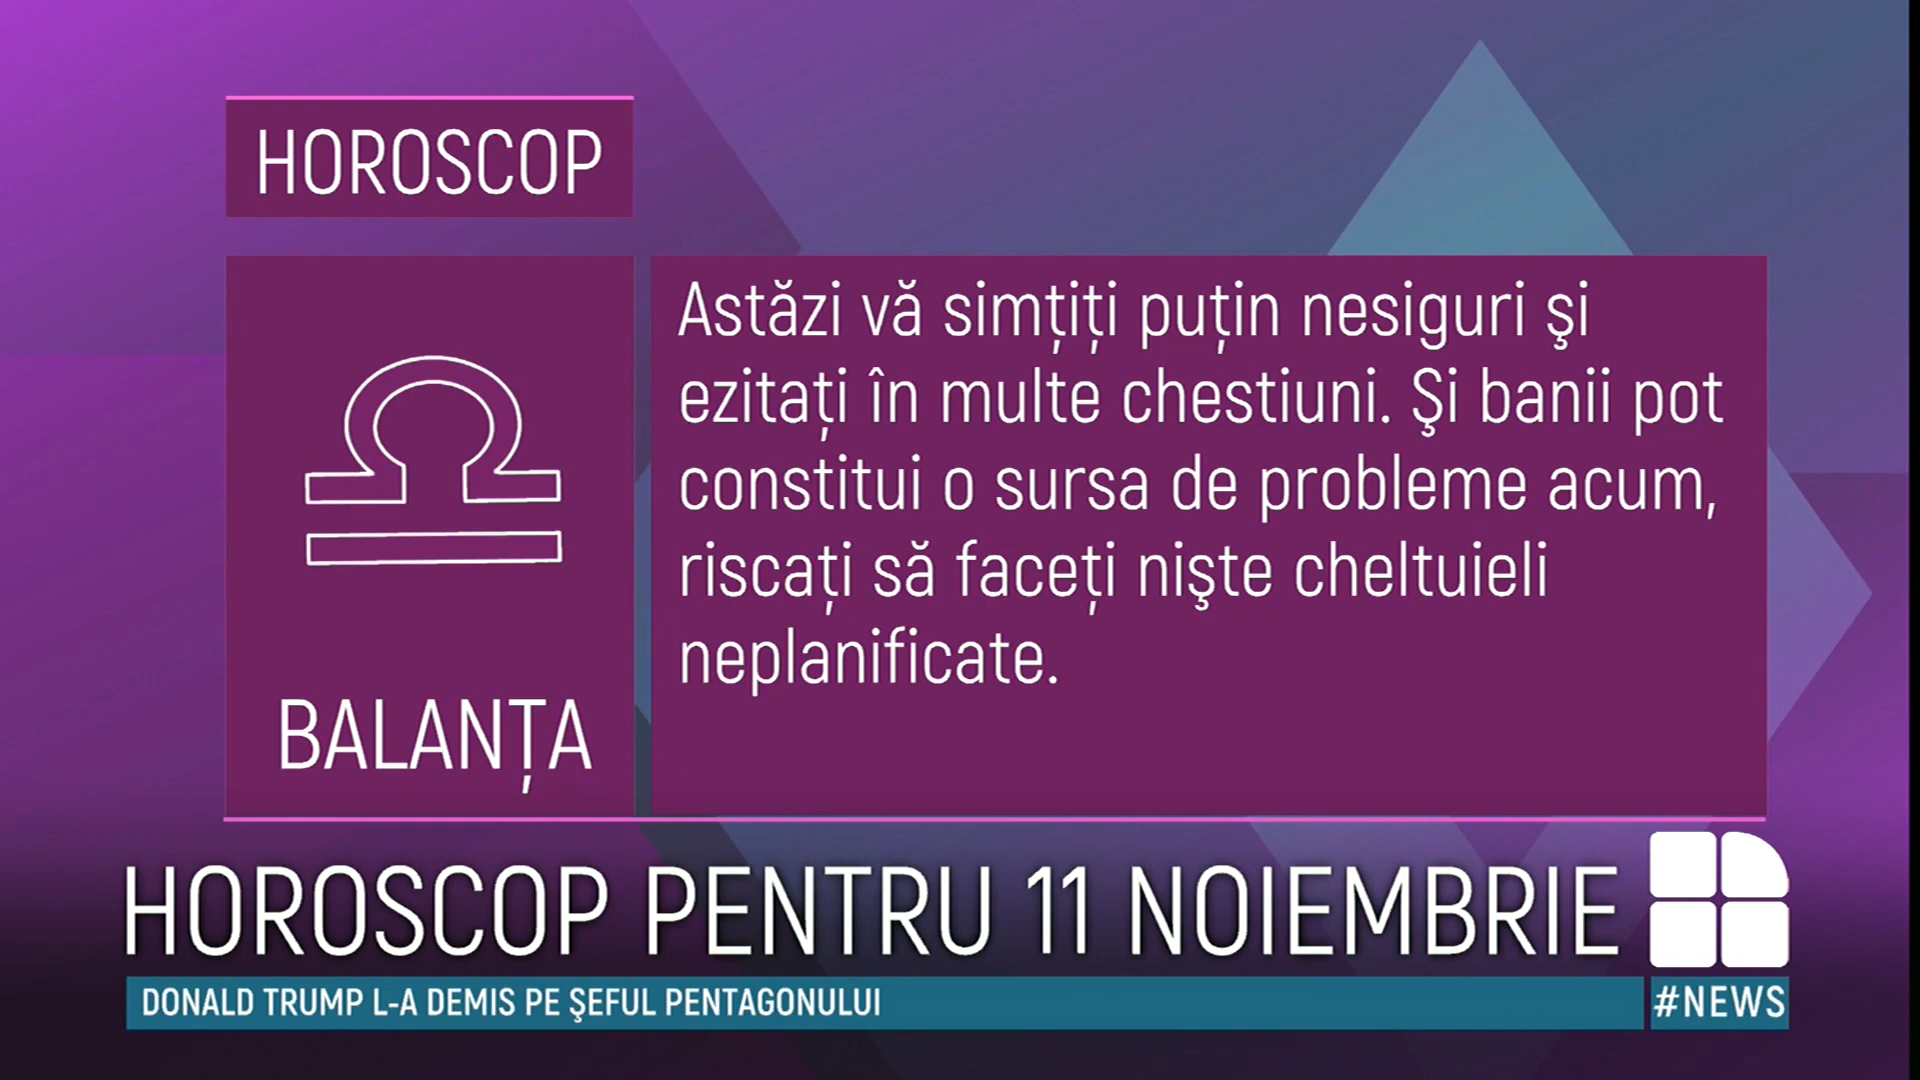 HOROSCOP
BALANȚA
Astăzi vă simțiți puțin nesiguri şi
ezitați în multe chestiuni. Şi banii pot
constitui o sursa de probleme acum,
riscați să faceți nişte cheltuieli
neplanificate.
HOROSCOP PENTRU 11 NOIEMBRIE
DONALD TRUMP L-A DEMIS PE ŞEFUL PENTAGONULUI
#NEWS